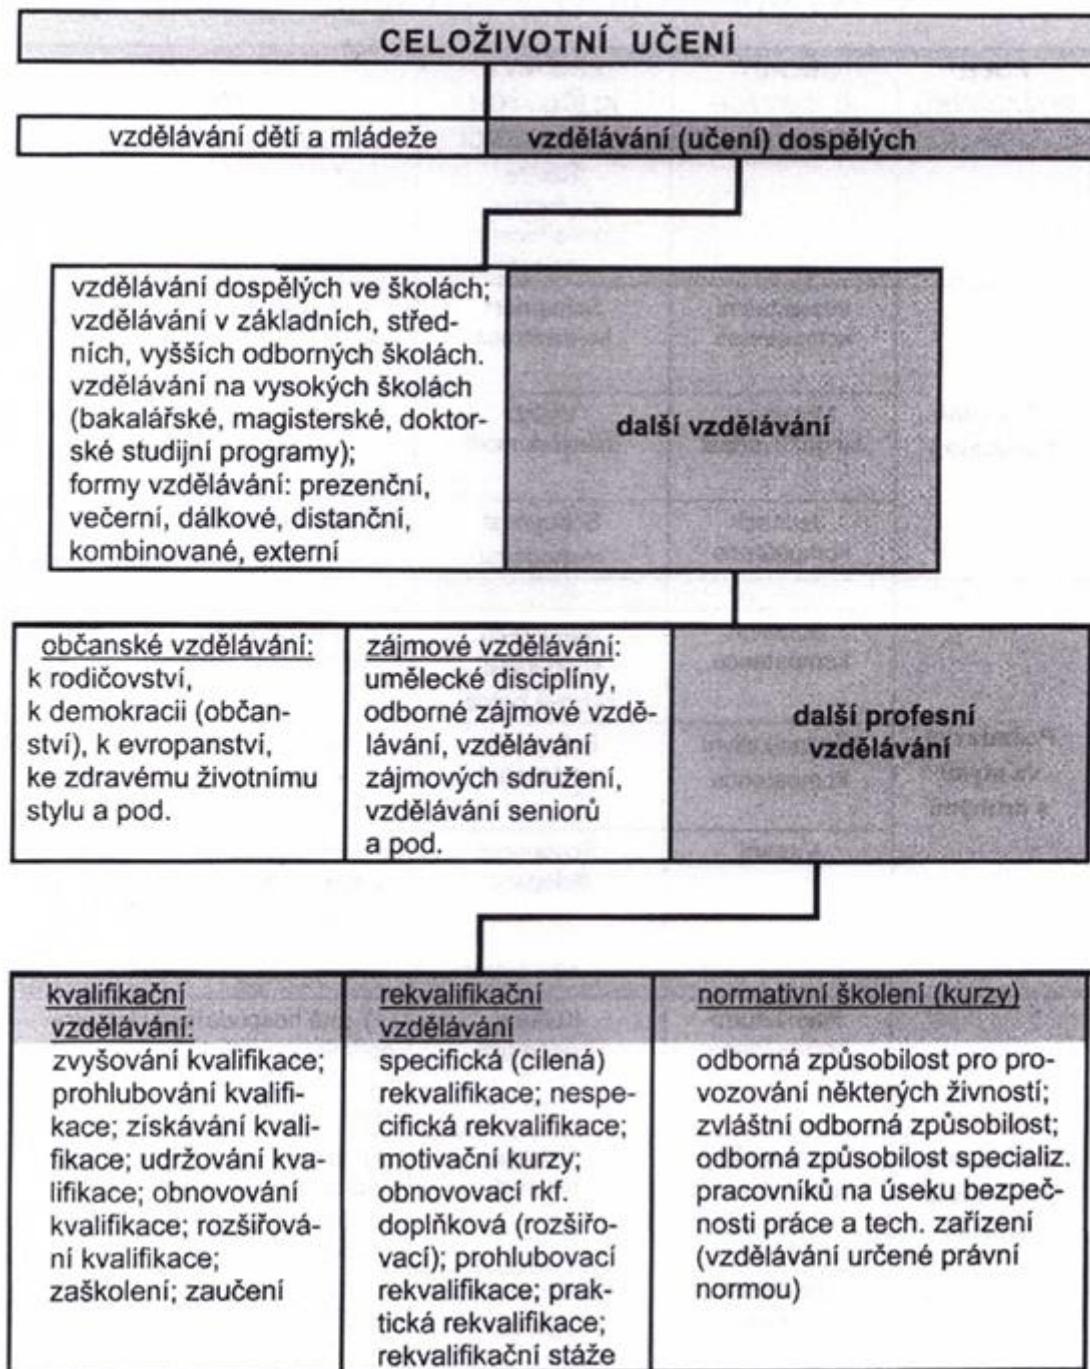 CELOŽIVOTNÍ UČENÍ
vzdělávání dětí a mládeže
vzdělávání (učení) dospělých
vzdělávání dospělých ve školách;
vzdělávání v základních, střed-
ních, vyšších odborných školách.
vzdělávání na vysokých školách
(bakalářské, magisterské, doktor-
ské studijní programy);
formy vzdělávání: prezenční,
večerní, dálkové, distanční,
kombinované, externí
další vzdělávání
občanské vzdělávání:
k rodičovství,
k demokracii (občan-
ství), k evropanství,
ke zdravému životnímu
stylu a pod.
zájmové vzdělávání:
umělecké disciplíny,
odborné zájmové vzdě-
lávání, vzdělávání
zájmových sdružení,
vzdělávání seniorů
a pod.
další profesní
vzdělávání
kvalifikační
vzdělávání:
zvyšování kvalifikace;
prohlubování kvalifi-
kace; získávání kvali-
fikace; udržování kva-
lifikace; obnovování
kvalifikace; rozšiřová-
ní kvalifikace;
zaškolení; zaučení
rekvalifikační
vzdělávání
specifická (cílená)
rekvalifikace; nespe-
cifická rekvalifikace;
motivační kurzy;
obnovovací rkf.
doplňková (rozšiřo-
vací); prohlubovací
rekvalifikace; prak-
tická rekvalifikace;
rekvalifikační stáže
normativní školení (kurzy)
odborná způsobilost pro pro-
vozování některých živností;
zvláštní odborná způsobilost;
odborná způsobilost specializ.
pracovníků na úseku bezpeč-
nosti práce a tech. zařízení
(vzdělávání určené právní
normou)